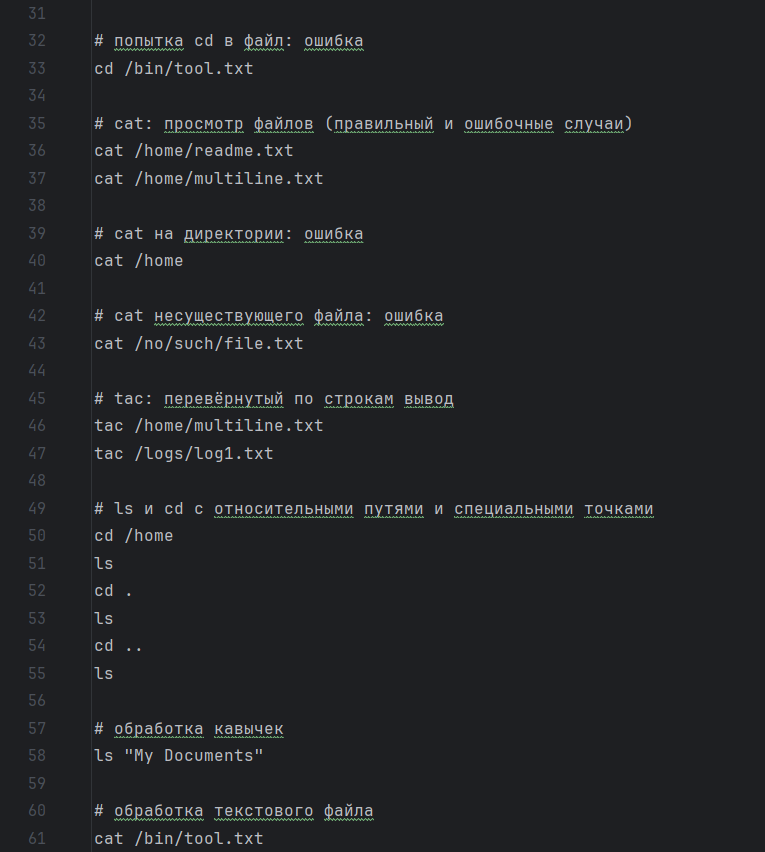 31
32 # попытка cd в файл: ошибка
33 cd /bin/tool.txt
34
35 # cat: просмотр файлов (правильный и ошибочные случаи)
36 cat /home/readme.txt
37 cat /home/multiline.txt
38
39 # cat на директории: ошибка
40 cat /home
41
42 # cat несуществующего файла: ошибка
43 cat /no/such/file.txt
44
45 # tac: перевёрнутый по строкам вывод
46 tac /home/multiline.txt
47 tac /logs/log1.txt
48
49 # ls и cd с относительными путями и специальными точками
50 cd /home
51 ls
52 cd .
53 ls
54 cd ..
55 ls
56
57 # обработка кавычек
58 ls "My Documents"
59
60 # обработка текстового файла
61 cat /bin/tool.txt